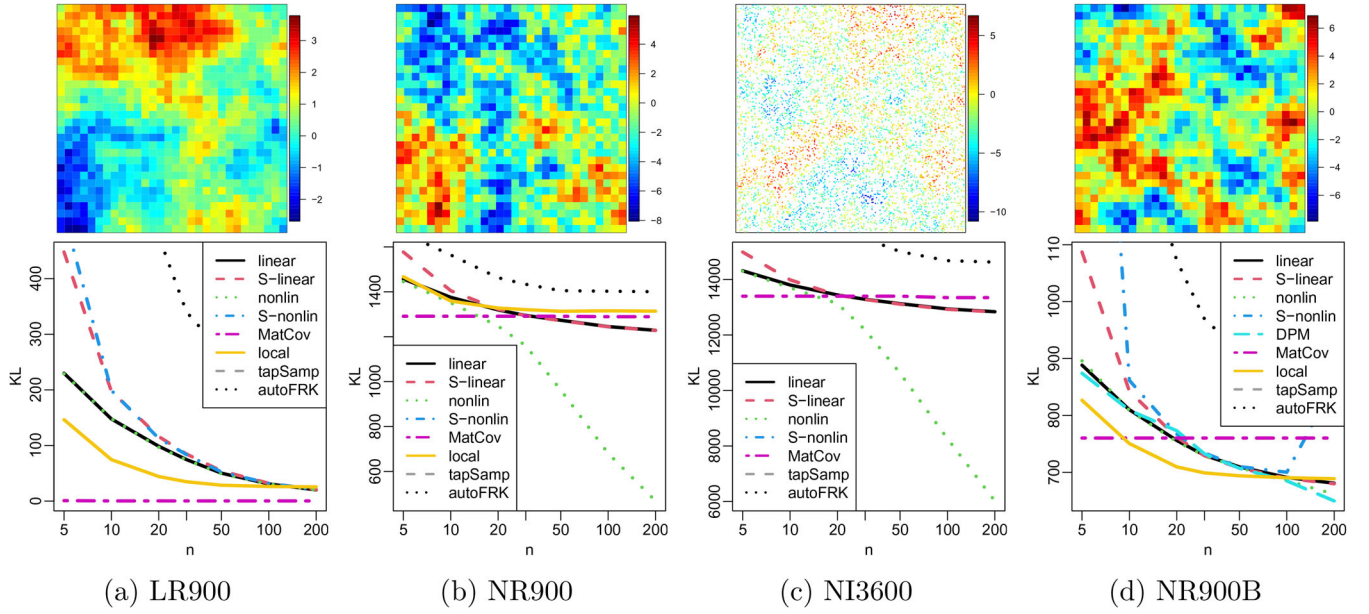 3
2
1
0
−1
−2
4
2
0
−2
−4
−6
−8
5
0
−5
−10
6
4
2
0
−2
−4
−6
KL
400
300
200
100
0
linear
S−linear
nonlin
S−nonlin
MatCov
local
tapSamp
autoFRK
5
10
20
50
100
200
n
KL
1400
1000
800
600
linear
S−linear
nonlin
S−nonlin
MatCov
local
tapSamp
autoFRK
5
10
20
50
100
200
n
KL
14000
12000
10000
8000
6000
linear
S−linear
nonlin
S−nonlin
MatCov
tapSamp
autoFRK
5
10
20
50
100
200
n
KL
1000
900
800
700
linear
S−linear
nonlin
S−nonlin
DPM
MatCov
local
tapSamp
autoFRK
5
10
20
50
100
200
n
(a) LR900
(b) NR900
(c) NI3600
(d) NR900B